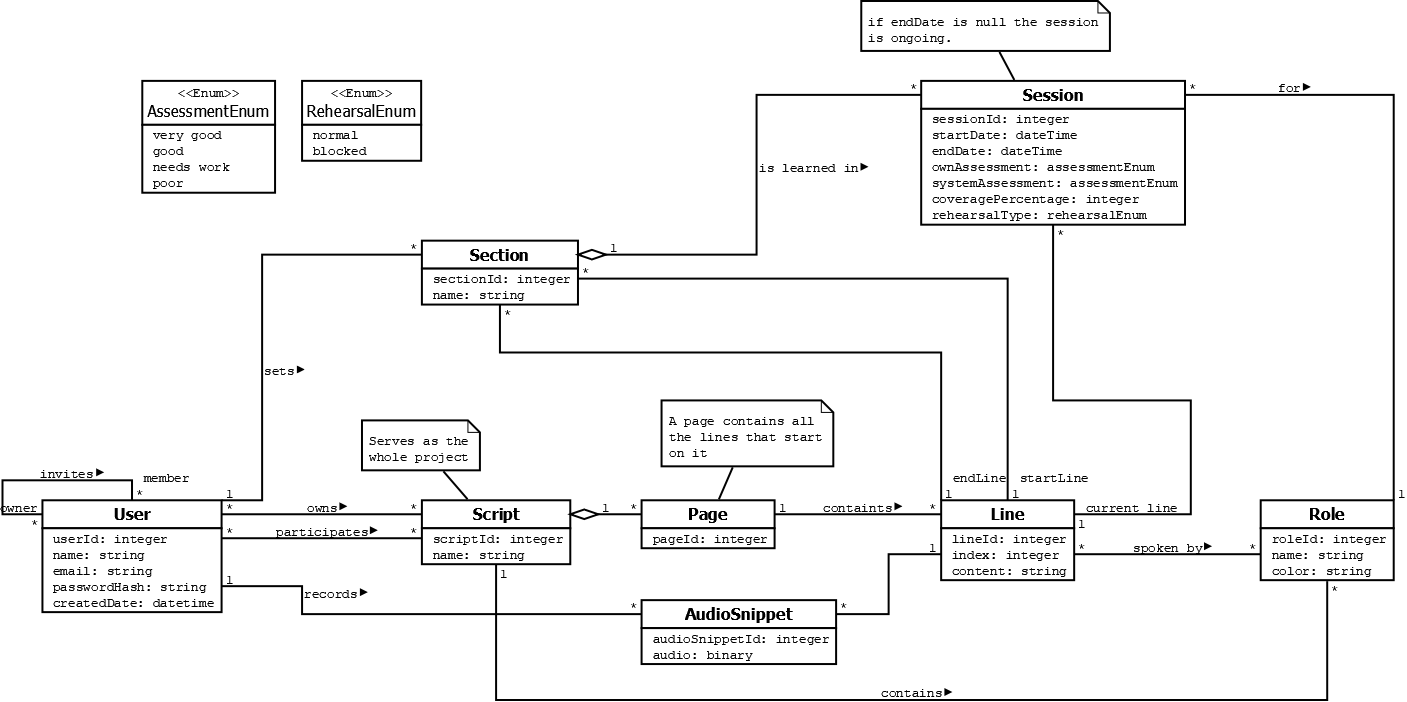 if endDate is null the session
is ongoing.
<<Enum>>
AssessmentEnum
very good
good
needs work
poor
<<Enum>>
RehearsalEnum
normal
blocked
*
Session
sessionId: integer
startDate: dateTime
endDate: dateTime
ownAssessment: assessmentEnum
systemAssessment: assessmentEnum
coveragePercentage: integer
rehearsalType: rehearsalEnum
*
for
is learned in
*
*
Section
sectionId: integer
name: string
1
*
*
sets
Serves as the
whole project
A page contains all
the lines that start
on it
invites
member
owner
*
*
1
User
userId: integer
name: string
email: string
passwordHash: string
createdDate: datetime
*
owns
*
*
participates
*
1
records
*
Script
scriptId: integer
name: string
1
1
*
Page
pageId: integer
1
containts
*
endLine
startLine
1
1
Line
lineId: integer
index: integer
content: string
current line
1
*
spoken by
*
1
Role
roleId: integer
name: string
color: string
*
1
AudioSnippet
audioSnippetId: integer
audio: binary
*
contains